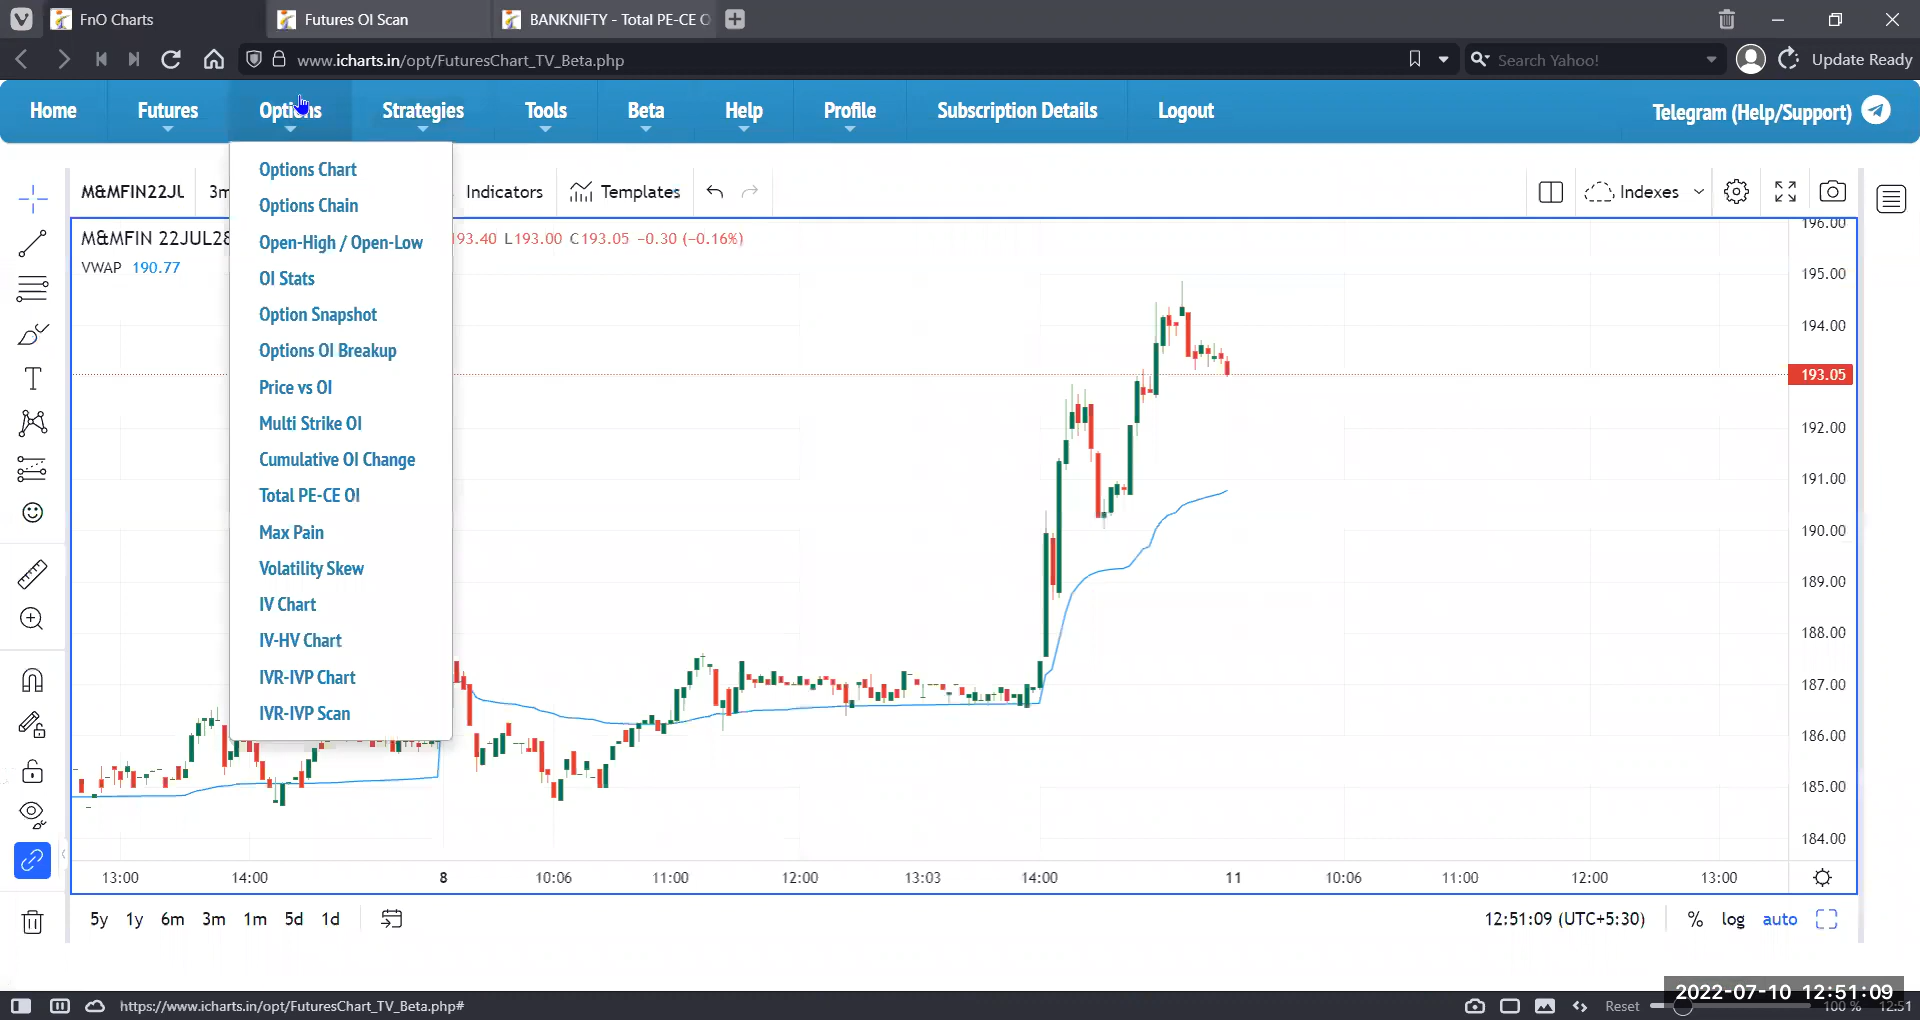 FnO Charts
Futures OI Scan
BANKNIFTY - Total PE-CE O
www.icharts.in/opt/FuturesChart_TV_Beta.php
Search Yahoo!
Update Ready
Home
Futures
Options
Strategies
Tools
Beta
Help
Profile
Subscription Details
Logout
Telegram (Help/Support)
Options Chart
Options Chain
Open-High / Open-Low
OI Stats
Option Snapshot
Options OI Breakup
Price vs OI
Multi Strike OI
Cumulative OI Change
Total PE-CE OI
Max Pain
Volatility Skew
IV Chart
IV-HV Chart
IVR-IVP Chart
IVR-IVP Scan
M&MFIN22JU
3m
Indicators
Templates
Indexes
M&MFIN 22JUL28
193.40 L193.00 C193.05 −0.30 (−0.16%)
VWAP 190.77
196.00
195.00
194.00
193.05
192.00
191.00
190.00
189.00
188.00
187.00
186.00
185.00
184.00
13:00
14:00
8
10:06
11:00
12:00
13:03
14:00
11
10:06
11:00
12:00
13:00
5y 1y 6m 3m 1m 5d 1d
12:51:09 (UTC+5:30)
% log auto
https://www.icharts.in/opt/FuturesChart_TV_Beta.php#
Reset
2022-07-10 12:51:09
100 %
12:51